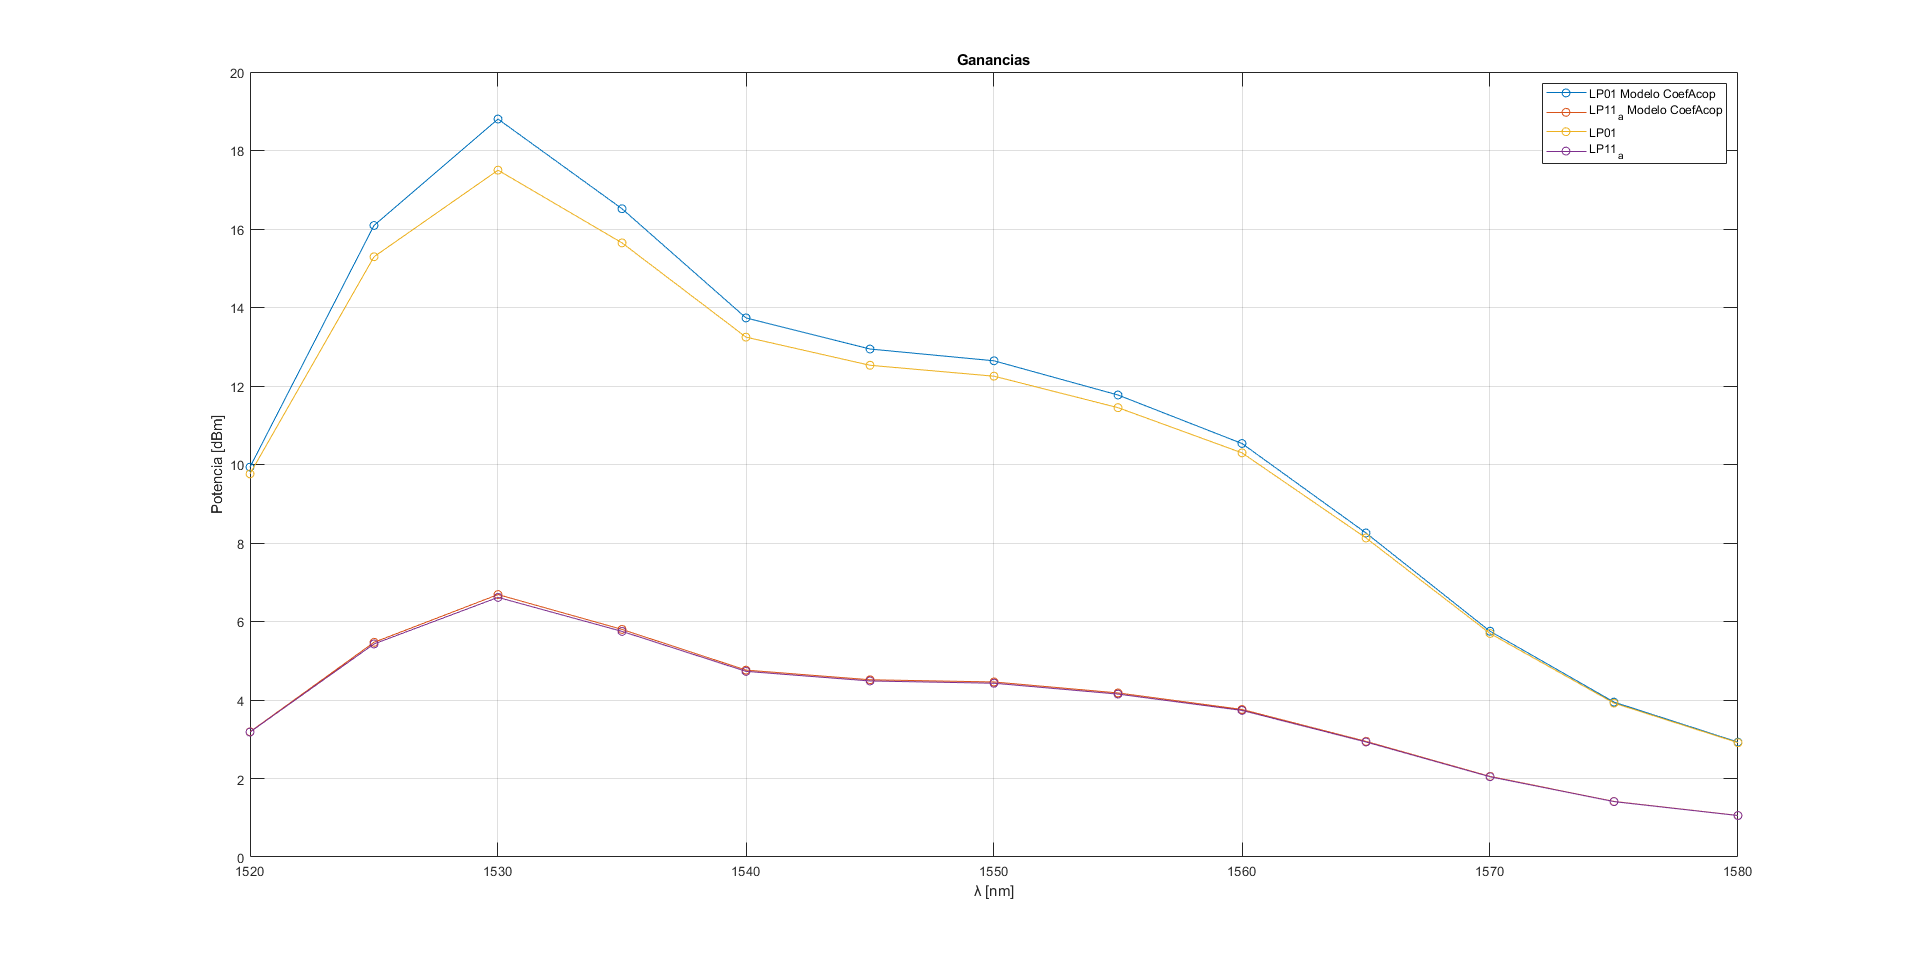 Ganancias
20
18
16
14
12
10
8
6
4
2
0
Potencia [dBm]
1520
1530
1540
1550
1560
1570
1580
λ [nm]
LP01 Modelo CoefAcop
LP11a Modelo CoefAcop
LP01
LP11a